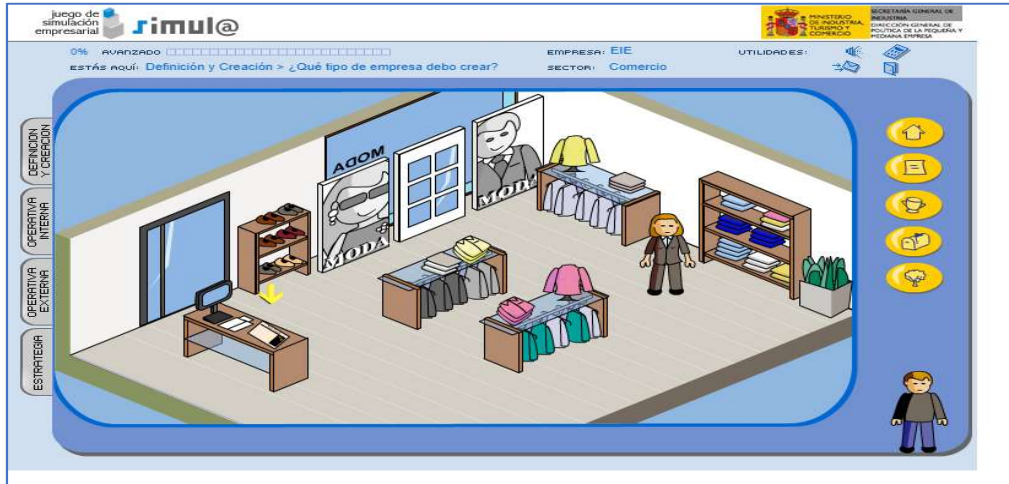 juego de
simulación
empresarial
simul@
MINISTERIO
DE INDUSTRIA,
TURISMO Y
COMERCIO
SECRETARÍA GENERAL DE
INDUSTRIA
DIRECCIÓN GENERAL DE
POLÍTICA DE LA PEQUEÑA Y
MEDIANA EMPRESA
0% AVANZADO
EMPRESA: EIE
UTILIDADES:
ESTÁS AQUÍ: Definición y Creación > ¿Qué tipo de empresa debo crear?
SECTOR: Comercio
DEFINICION
Y CREACION
OPERATIVA
INTERNA
OPERATIVA
EXTERNA
ESTRATEGIA
MODA
MODA
MODA